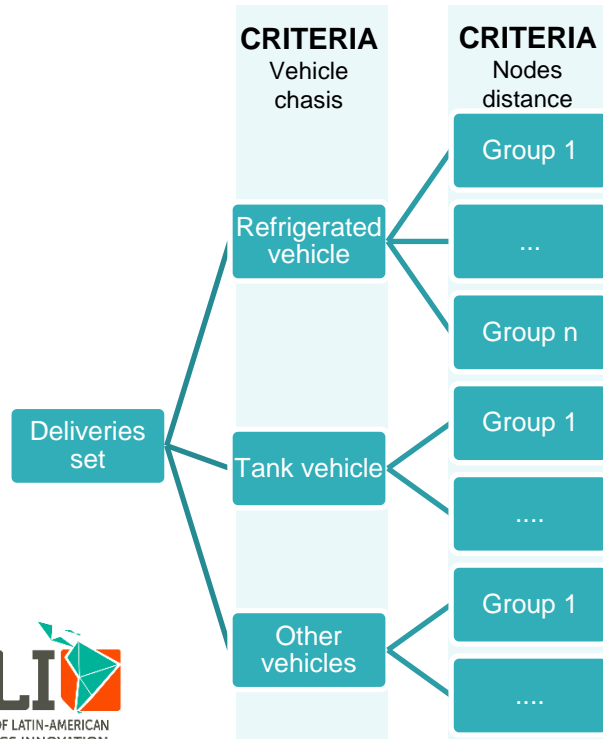 CRITERIA
Vehicle
chasis
CRITERIA
Nodes
distance
Group 1
Refrigerated
vehicle
...
Group n
Deliveries
set
Group 1
Tank vehicle
....
Group 1
Other
vehicles
....
LI
OF LATIN-AMERICAN